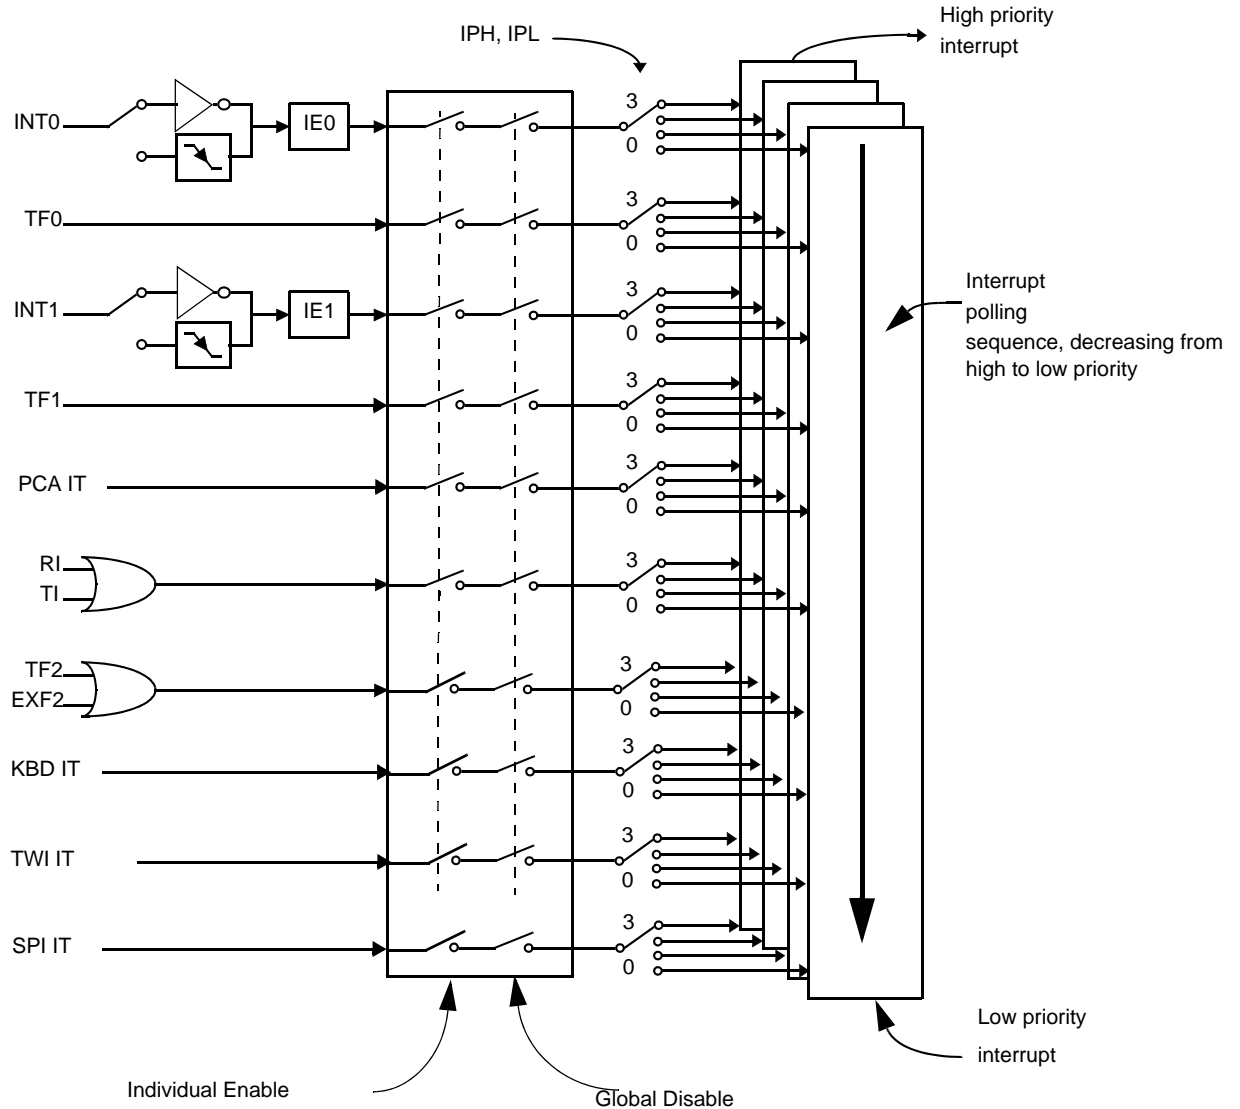 High priority
interrupt
IPH, IPL
INT0
IE0
3
0
TF0
3
0
INT1
IE1
3
0
Interrupt
polling
sequence, decreasing from
high to low priority
TF1
3
0
PCA IT
3
0
RI
TI
3
0
TF2
EXF2
3
0
KBD IT
3
0
TWI IT
3
0
SPI IT
3
0
Low priority
interrupt
Individual Enable
Global Disable